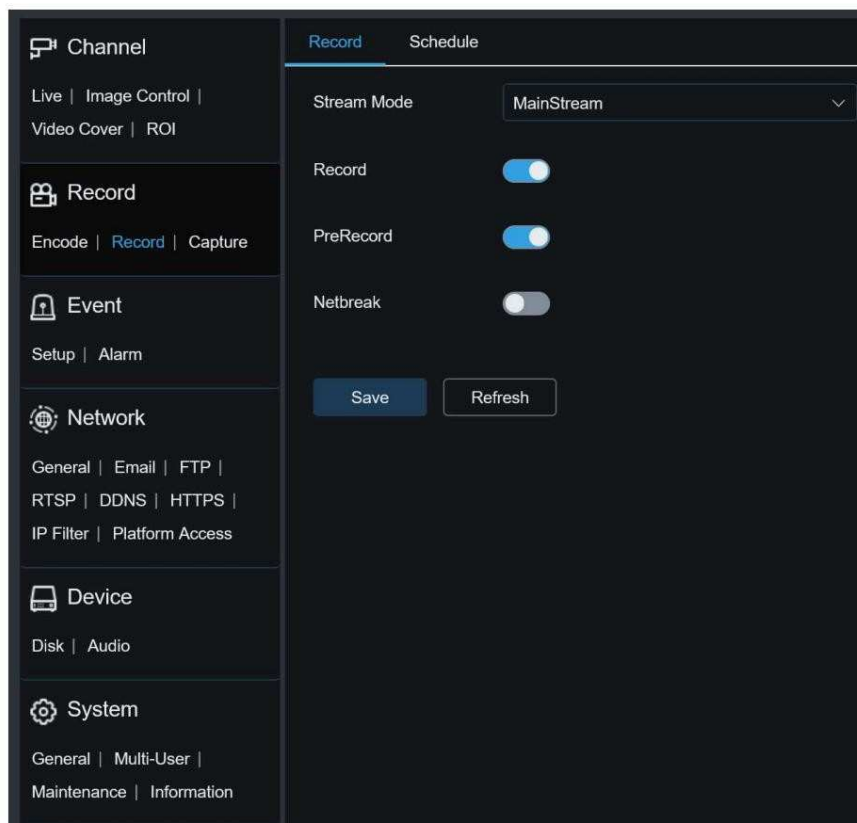 Channel
Live | Image Control |
Video Cover | ROI
Record
Encode | Record | Capture
Event
Setup | Alarm
Network
General | Email | FTP |
RTSP | DDNS | HTTPS |
IP Filter | Platform Access
Device
Disk | Audio
System
General | Multi-User |
Maintenance | Information
Record Schedule
Stream Mode MainStream
Record
PreRecord
Netbreak
Save Refresh